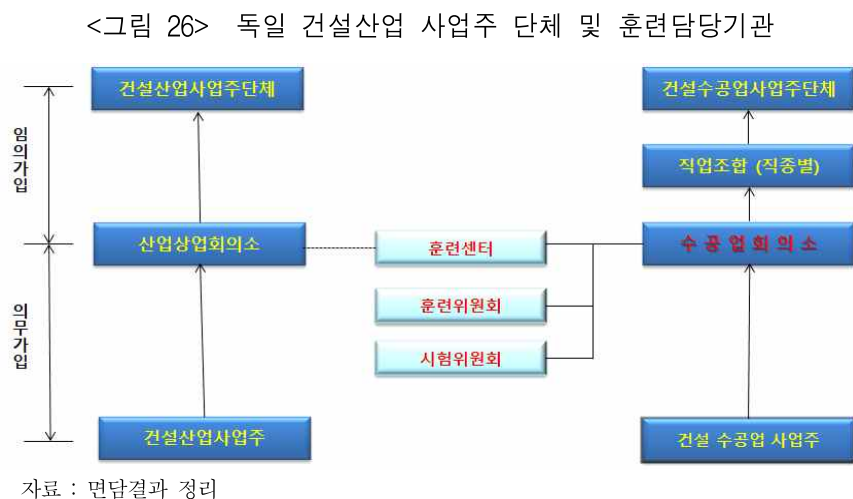 <그림 26> 독일 건설산업 사업주 단체 및 훈련담당기관
건설산업사업주단체
건설수공업사업주단체
임의가입
직업조합 (직종별)
산업상업회의소
훈련센터
수 공 업 회 의 소
훈련위원회
의무가입
시험위원회
건설산업사업주
건설 수공업 사업주
자료 : 면담결과 정리